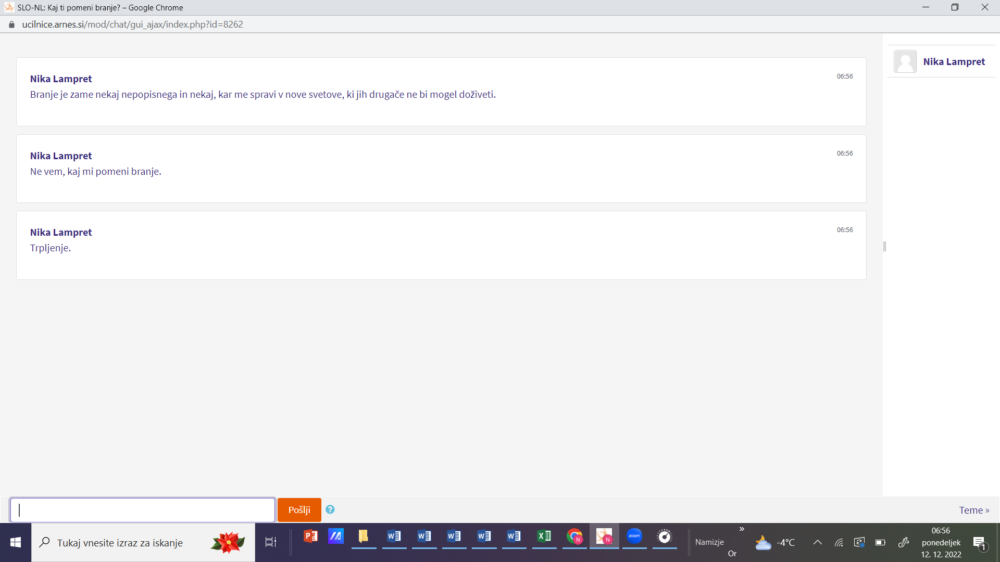 SLO-NL: Kaj ti pomeni branje? – Google Chrome
ucilnice.arnes.si/mod/chat/gui_ajax/index.php?id=8262
Nika Lampret
06:56
Branje je zame nekaj nepopisnega in nekaj, kar me spravi v nove svetove, ki jih drugače ne bi mogel doživeti.
Nika Lampret
06:56
Ne vem, kaj mi pomeni branje.
Nika Lampret
06:56
Trpljenje.
Nika Lampret
Pošlji
?
Teme »
Tukaj vnesite izraz za iskanje
zoom
N
N
Namizje
»
Or
-4°C
06:56
ponedeljek
12. 12. 2022
1